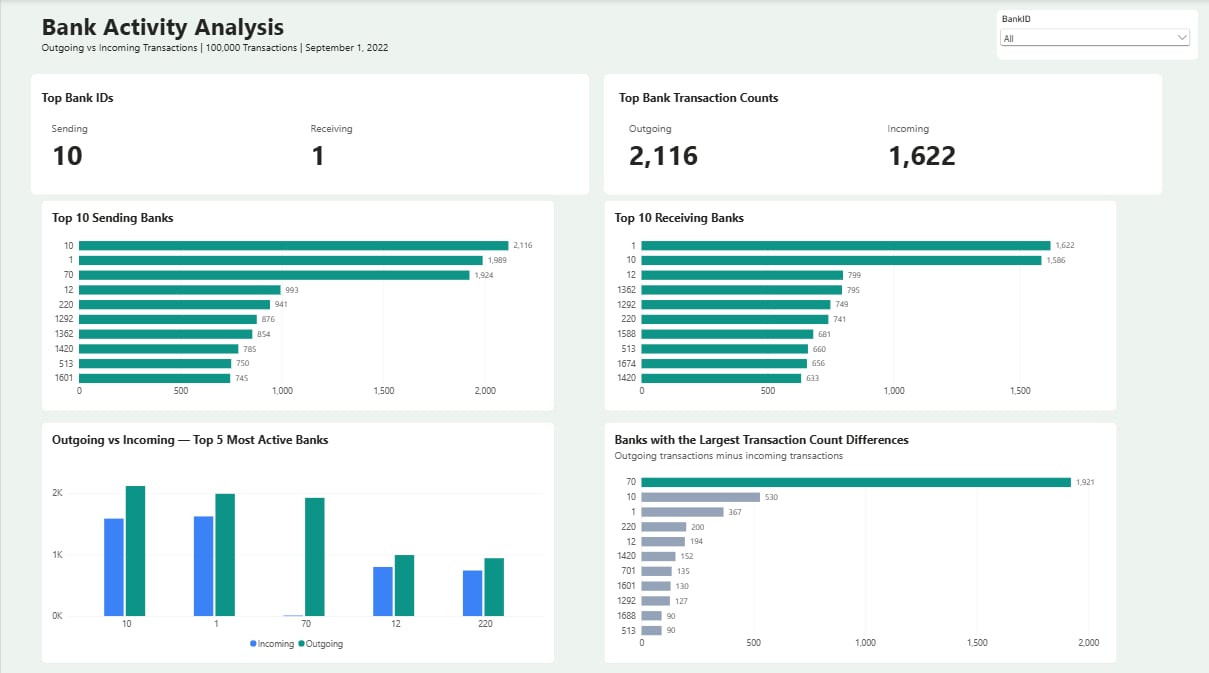 Bank Activity Analysis
Outgoing vs Incoming Transactions | 100,000 Transactions | September 1, 2022
BankID
All
Top Bank IDs
Sending
Receiving
10
1
Top Bank Transaction Counts
Outgoing
Incoming
2,116
1,622
Top 10 Sending Banks
10 2,116
1 1,989
70 1,924
12 993
220 941
1292 876
1362 854
1420 785
513 750
1601 745
0 500 1,000 1,500 2,000
Top 10 Receiving Banks
1 1,622
10 1,586
12 799
1362 795
1292 749
220 741
1588 681
513 660
1674 656
1420 633
0 500 1,000 1,500
Outgoing vs Incoming — Top 5 Most Active Banks
2K
1K
0K
10 1 70 12 220
Incoming Outgoing
Banks with the Largest Transaction Count Differences
Outgoing transactions minus incoming transactions
70 1,921
10 530
1 367
220 200
12 194
1420 152
701 135
1601 130
1292 127
1688 90
513 90
0 500 1,000 1,500 2,000